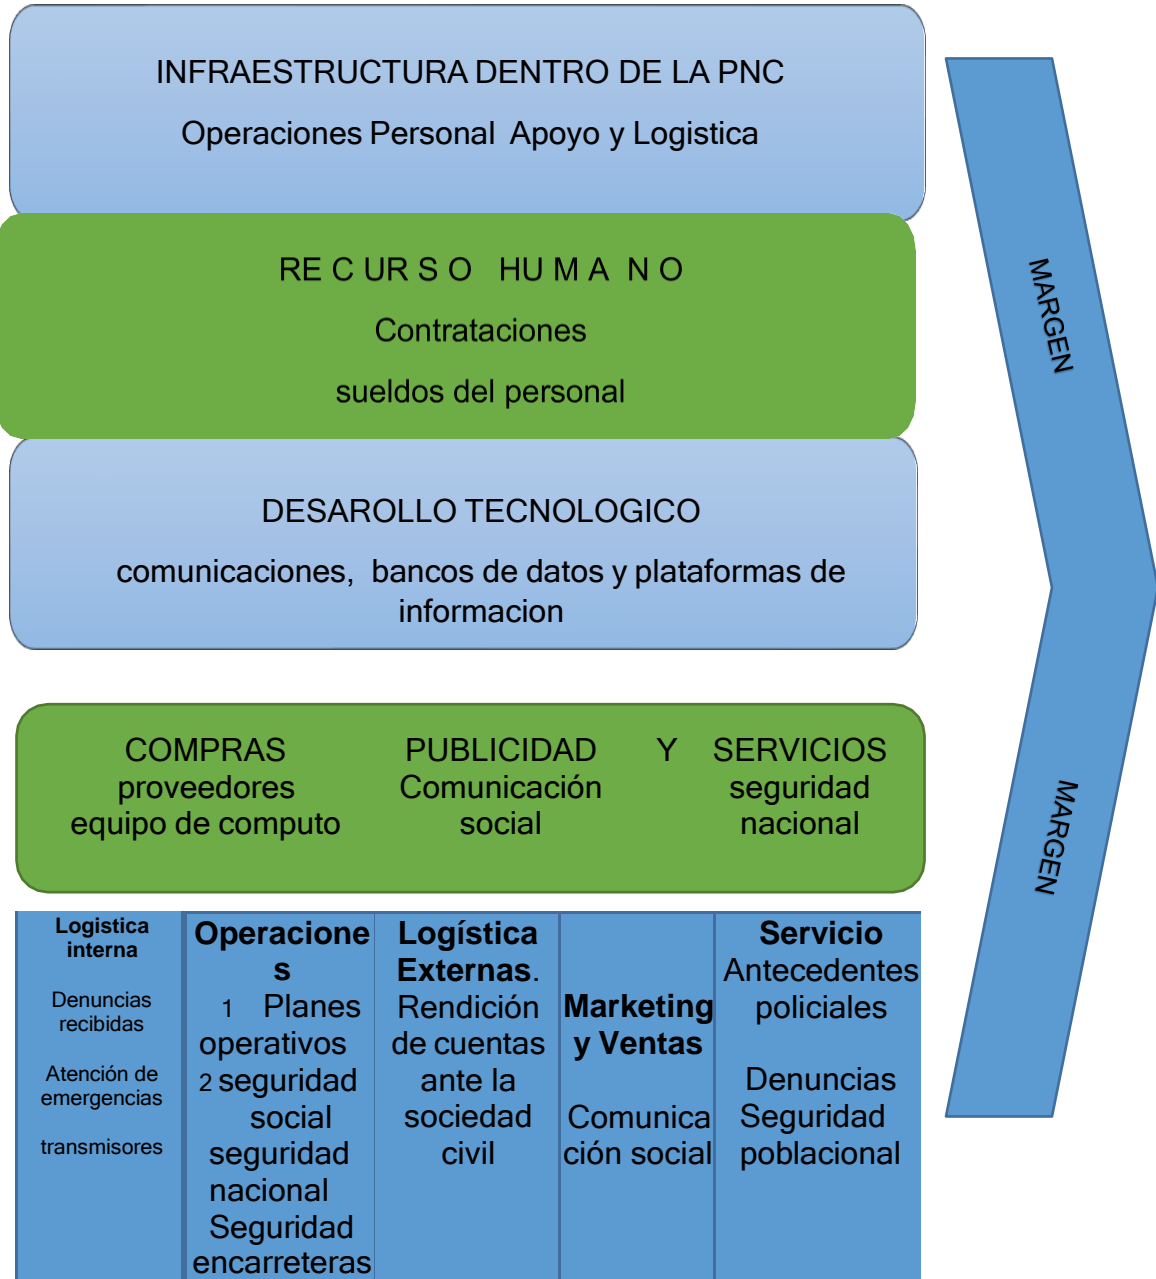 INFRAESTRUCTURA DENTRO DE LA PNC
Operaciones Personal Apoyo y Logistica
RE C UR S O HU M A N O
Contrataciones
sueldos del personal
DESAROLLO TECNOLOGICO
comunicaciones, bancos de datos y plataformas de
informacion
COMPRAS PUBLICIDAD Y SERVICIOS
proveedores Comunicación seguridad
equipo de computo social nacional
Logistica
interna
Denuncias
recibidas
Atención de
emergencias
transmisores
Operacione
s
1 Planes
operativos
2 seguridad
social
seguridad
nacional
Seguridad
encarreteras
Logística
Externas.
Rendición
de cuentas
ante la
sociedad
civil
Marketing
y Ventas
Comunica
ción social
Servicio
Antecedentes
policiales
Denuncias
Seguridad
poblacional
MARGEN
MARGEN